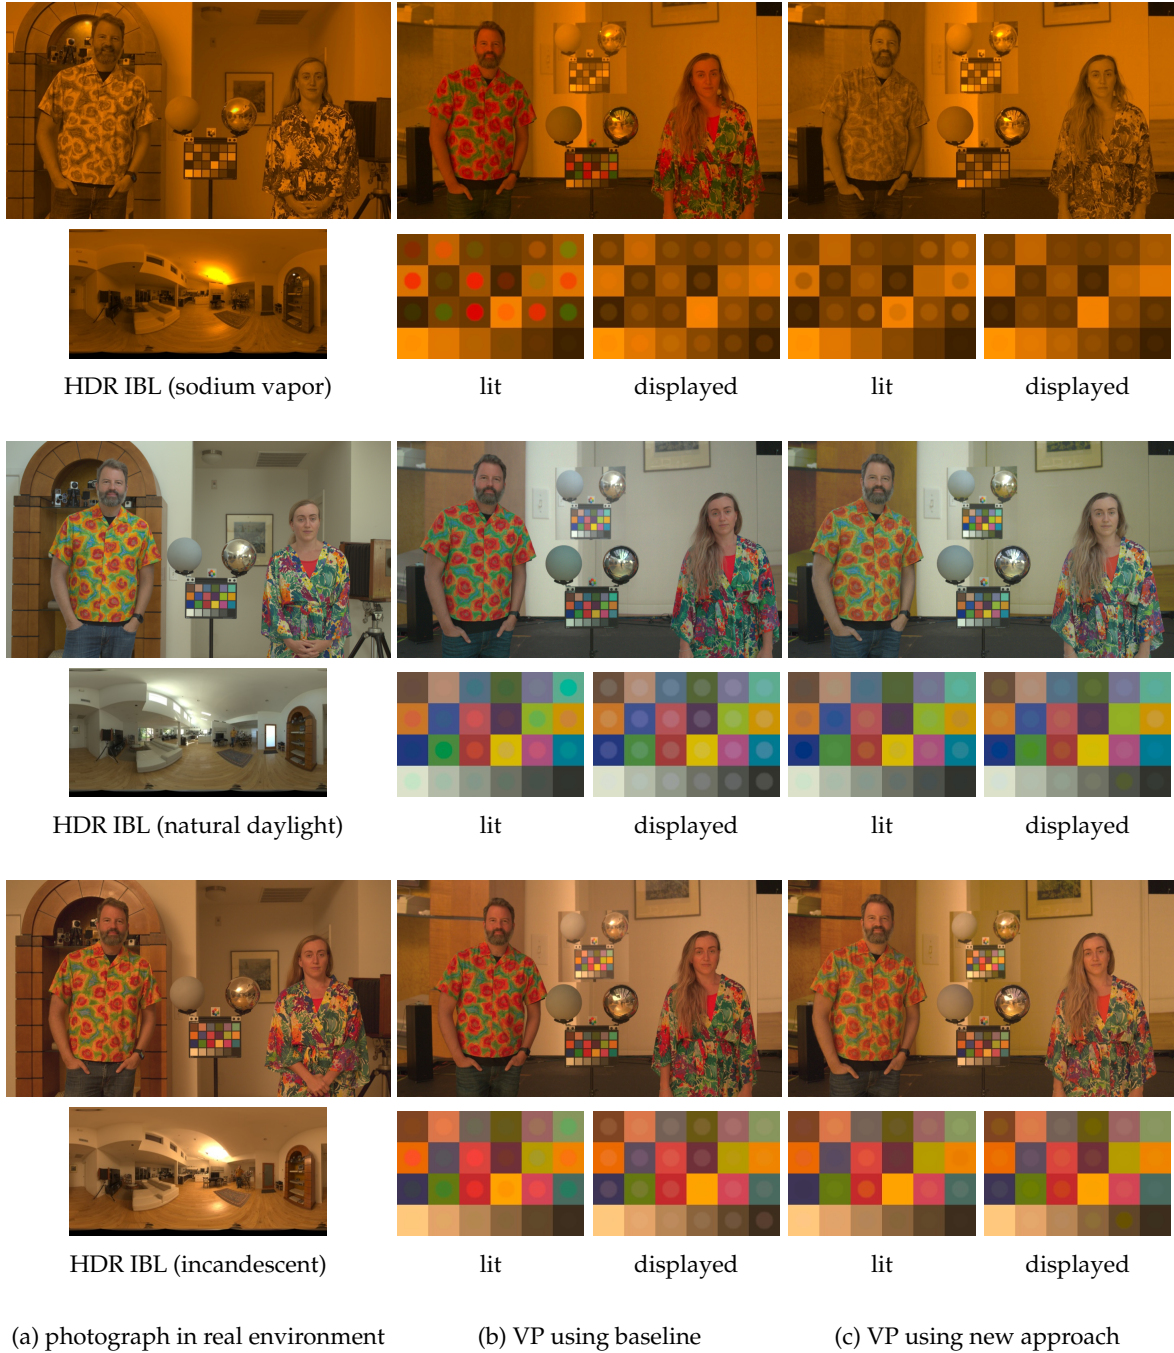 HDR IBL (sodium vapor)
lit
displayed
lit
displayed
HDR IBL (natural daylight)
lit
displayed
lit
displayed
HDR IBL (incandescent)
lit
displayed
lit
displayed
(a) photograph in real environment
(b) VP using baseline
(c) VP using new approach